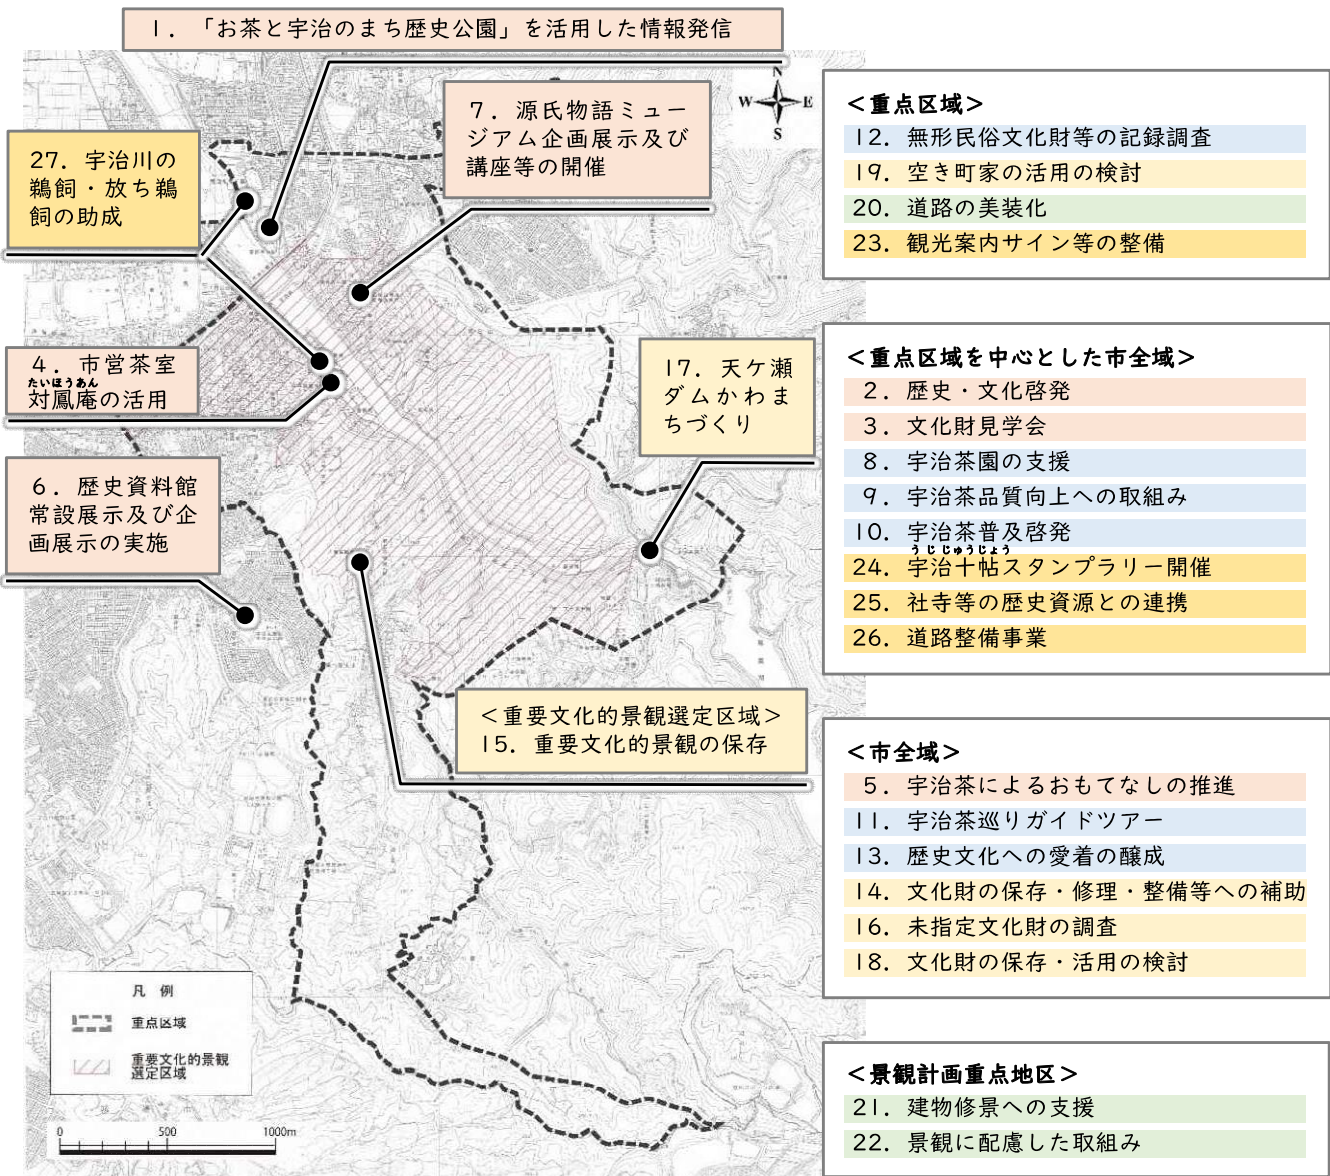 1．「お茶と宇治のまち歴史公園」を活用した情報発信
N
W E
S
7．源氏物語ミュー
ジアム企画展示及び
講座等の開催
27．宇治川の
鵜飼・放ち鵜
飼の助成
4．市営茶室
たいほうあん
対鳳庵の活用
17．天ケ瀬
ダムかわま
ちづくり
6．歴史資料館
常設展示及び企
画展示の実施
＜重要文化的景観選定区域＞
15．重要文化的景観の保存
凡 例
重点区域
重要文化的景観
選定区域
0 500 1000m
＜重点区域＞
12．無形民俗文化財等の記録調査
19．空き町家の活用の検討
20．道路の美装化
23．観光案内サイン等の整備
＜重点区域を中心とした市全域＞
2．歴史・文化啓発
3．文化財見学会
8．宇治茶園の支援
9．宇治茶品質向上への取組み
10．宇治茶普及啓発
うじじゅうじょう
24．宇治十帖スタンプラリー開催
25．社寺等の歴史資源との連携
26．道路整備事業
＜市全域＞
5．宇治茶によるおもてなしの推進
11．宇治茶巡りガイドツアー
13．歴史文化への愛着の醸成
14．文化財の保存・修理・整備等への補助
16．未指定文化財の調査
18．文化財の保存・活用の検討
＜景観計画重点地区＞
21．建物修景への支援
22．景観に配慮した取組み